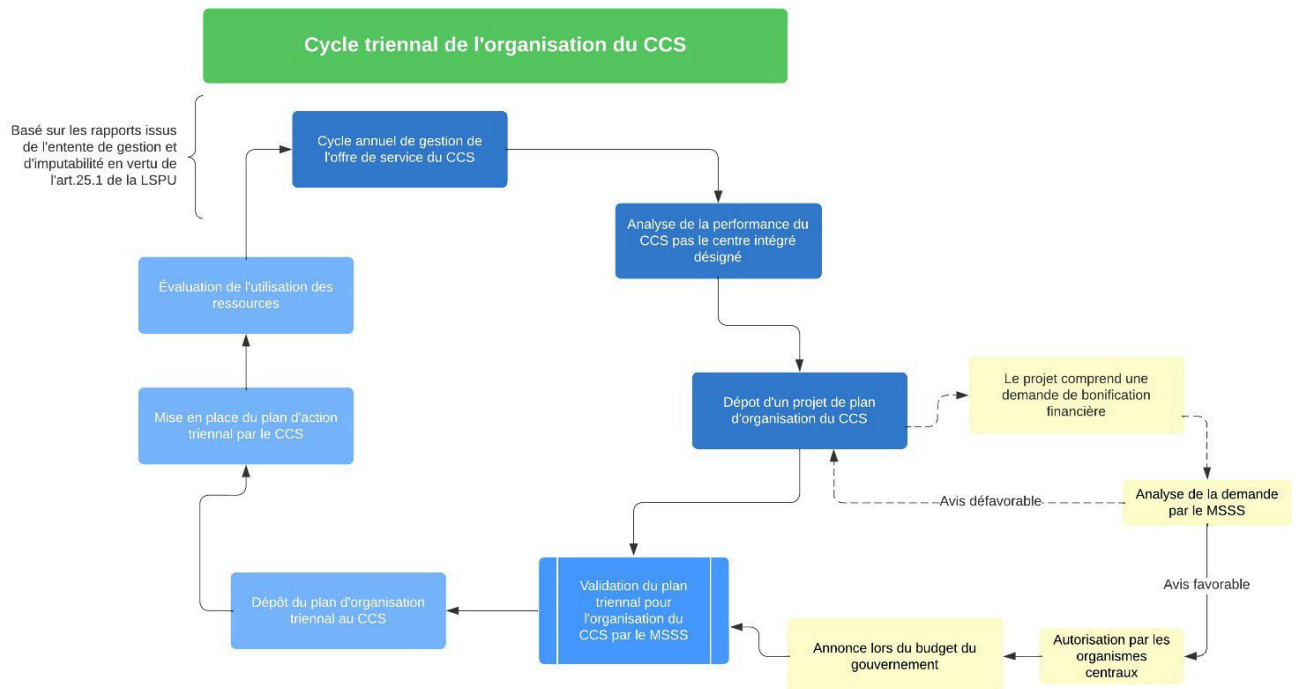 Cycle triennal de l'organisation du CCS
Basé sur les rapports issus
de l'entente de gestion et
d'imputabilité en vertu de
l'art.25.1 de la LSPU
Cycle annuel de gestion de
l'offre de service du CCS
Analyse de la performance du
CCS pas le centre intégré
désigné
Évaluation de l'utilisation des
ressources
Dépot d'un projet de plan
d'organisation du CCS
Le projet comprend une
demande de bonification
financière
Mise en place du plan d'action
triennal par le CCS
Avis défavorable
Analyse de la demande
par le MSSS
Avis favorable
Dépôt du plan d'organisation
triennal au CCS
Validation du plan
triennal pour
l'organisation du
CCS par le MSSS
Annonce lors du budget du
gouvernement
Autorisation par les
organismes
centraux